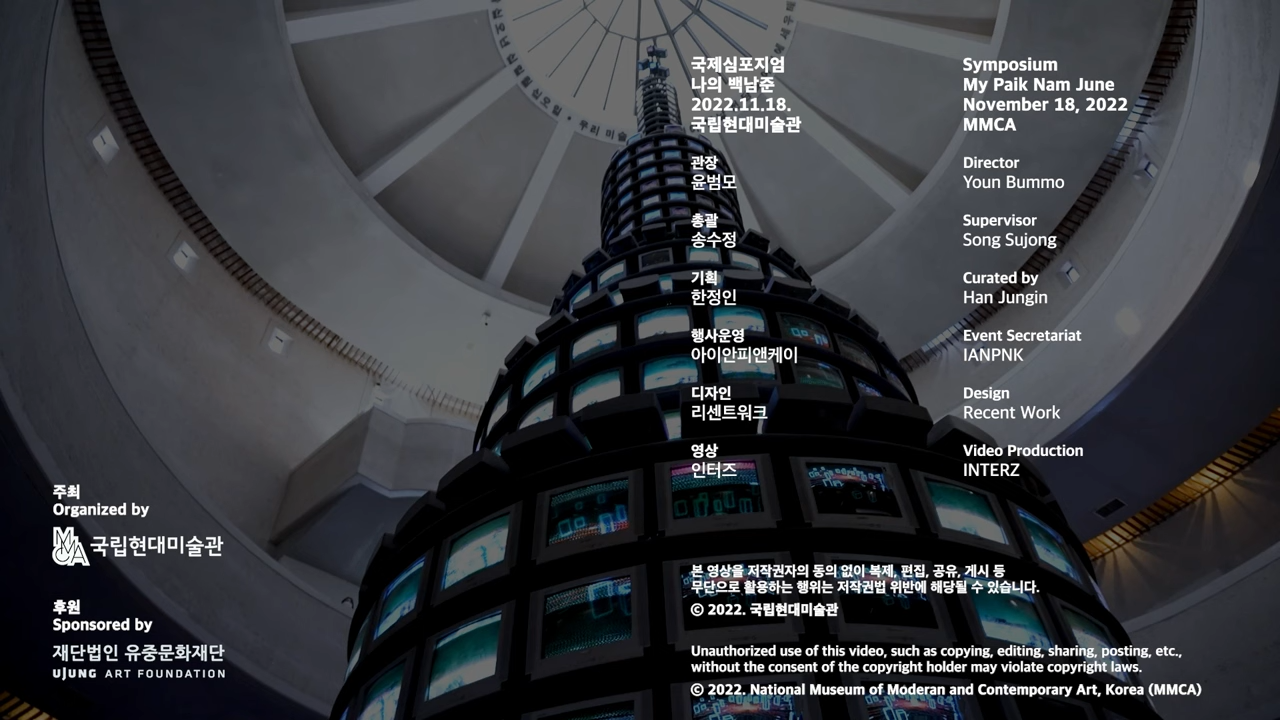 국제심포지엄
나의 백남준
2022.11.18.
국립현대미술관
관장
윤범모
총괄
송수정
기획
한정인
행사운영
아이안피앤케이
디자인
리센트워크
영상
인터즈
Symposium
My Paik Nam June
November 18, 2022
MMCA
Director
Youn Bummo
Supervisor
Song Sujong
Curated by
Han Jungin
Event Secretariat
IANPNK
Design
Recent Work
Video Production
INTERZ
주최
Organized by
MMCA 국립현대미술관
후원
Sponsored by
재단법인 유중문화재단
UJUNG ART FOUNDATION
본 영상을 저작권자의 동의 없이 복제, 편집, 공유, 게시 등
무단으로 활용하는 행위는 저작권법 위반에 해당될 수 있습니다.
© 2022. 국립현대미술관
Unauthorized use of this video, such as copying, editing, sharing, posting, etc.,
without the consent of the copyright holder may violate copyright laws.
© 2022. National Museum of Moderan and Contemporary Art, Korea (MMCA)